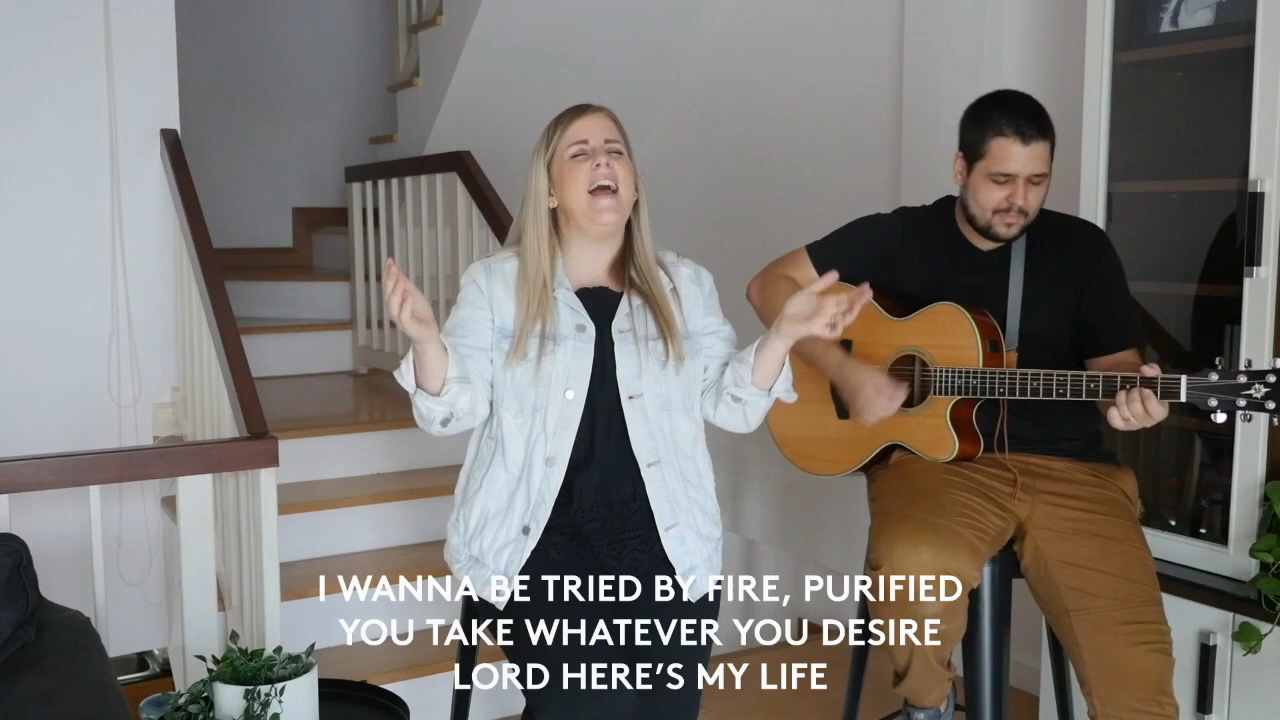 I WANNA BE TRIED BY FIRE, PURIFIED
YOU TAKE WHATEVER YOU DESIRE
LORD HERE'S MY LIFE